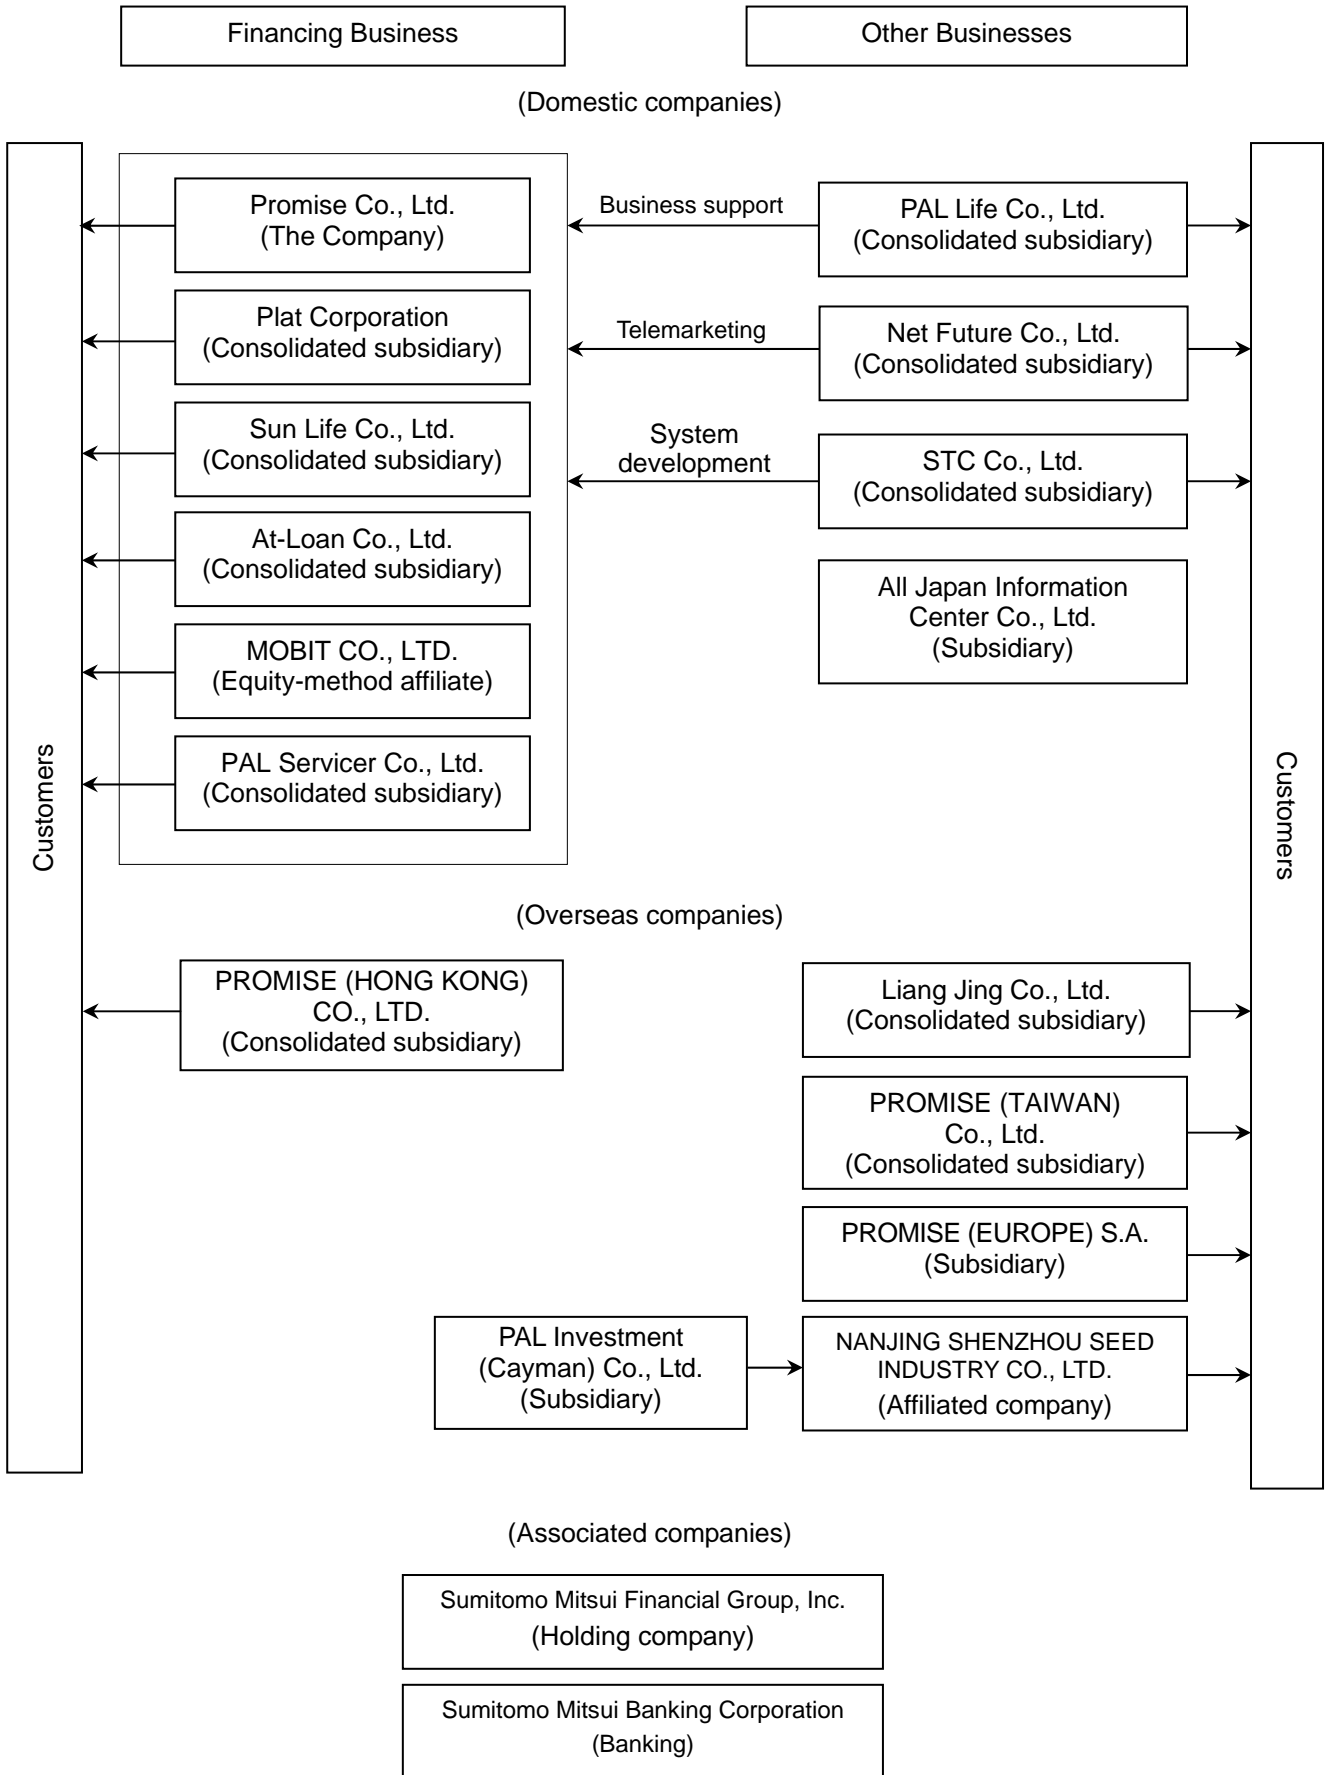 Financing Business
Other Businesses
(Domestic companies)
Customers
Promise Co., Ltd.
(The Company)
Plat Corporation
(Consolidated subsidiary)
Sun Life Co., Ltd.
(Consolidated subsidiary)
At-Loan Co., Ltd.
(Consolidated subsidiary)
MOBIT CO., LTD.
(Equity-method affiliate)
PAL Servicer Co., Ltd.
(Consolidated subsidiary)
Business support
Telemarketing
System
development
PAL Life Co., Ltd.
(Consolidated subsidiary)
Net Future Co., Ltd.
(Consolidated subsidiary)
STC Co., Ltd.
(Consolidated subsidiary)
All Japan Information
Center Co., Ltd.
(Subsidiary)
Customers
(Overseas companies)
PROMISE (HONG KONG)
CO., LTD.
(Consolidated subsidiary)
Liang Jing Co., Ltd.
(Consolidated subsidiary)
PROMISE (TAIWAN)
Co., Ltd.
(Consolidated subsidiary)
PROMISE (EUROPE) S.A.
(Subsidiary)
PAL Investment
(Cayman) Co., Ltd.
(Subsidiary)
NANJING SHENZHOU SEED
INDUSTRY CO., LTD.
(Affiliated company)
(Associated companies)
Sumitomo Mitsui Financial Group, Inc.
(Holding company)
Sumitomo Mitsui Banking Corporation
(Banking)